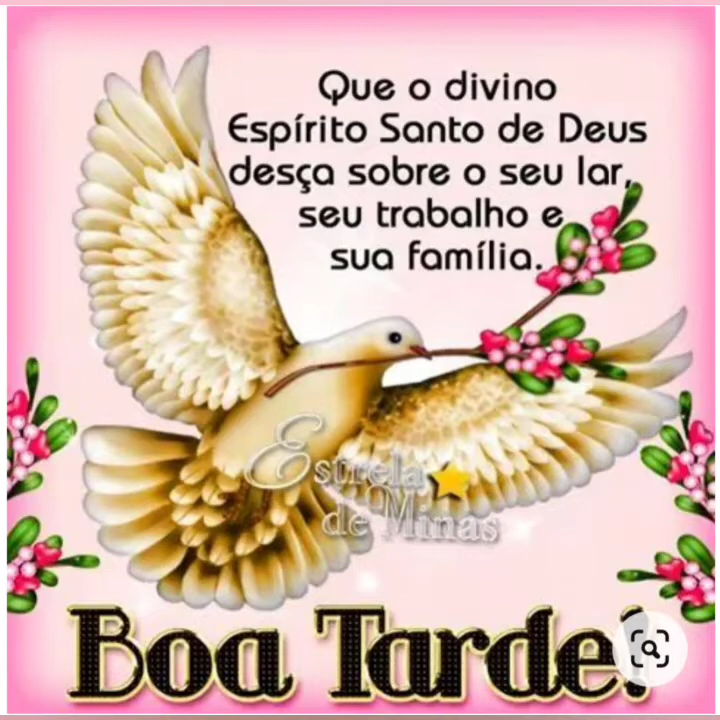 Que o divino
Espírito Santo de Deus
desça sobre o seu lar,
seu trabalho e
sua família.
Estrela
de Minas
Boa Tarde!